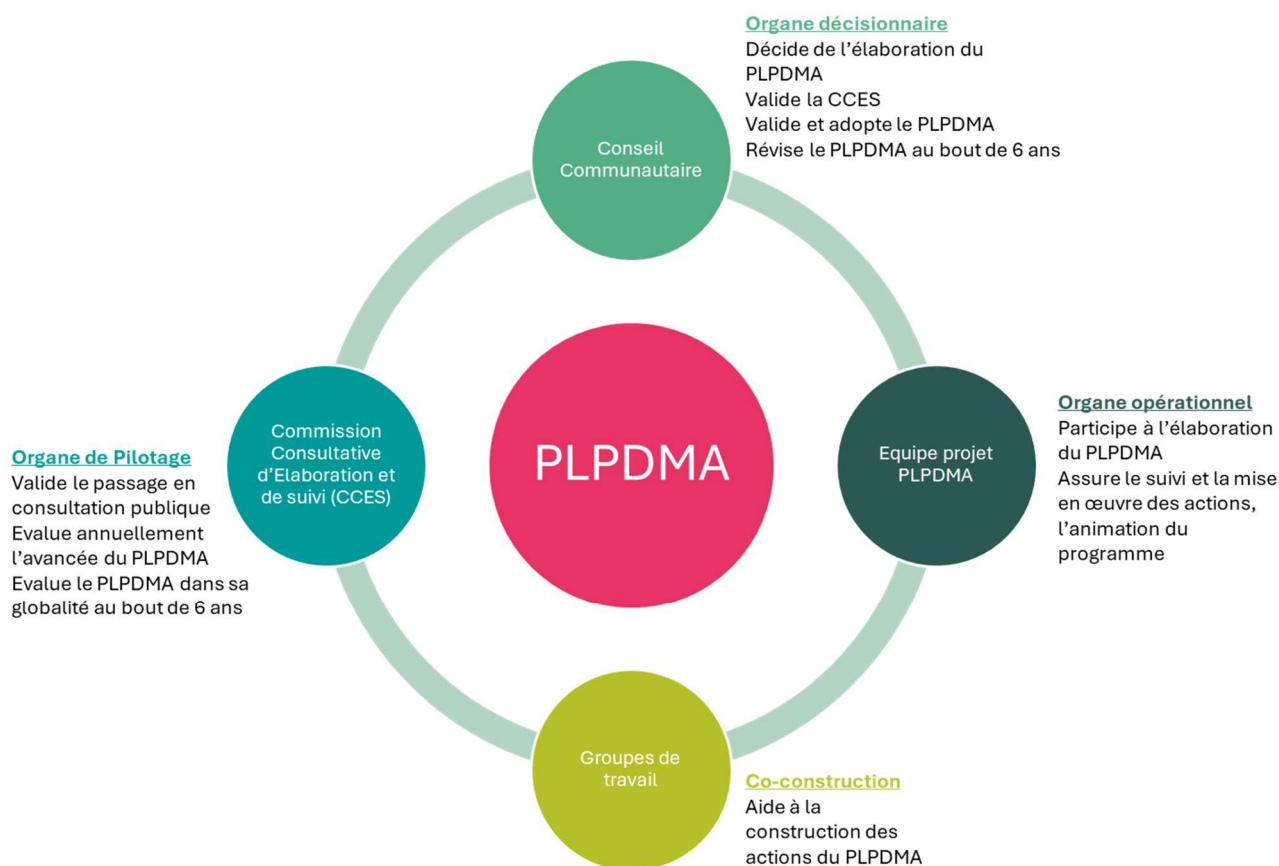 Organe décisionnaire
Décide de l'élaboration du
PLPDMA
Valide la CCES
Valide et adopte le PLPDMA
Révise le PLPDMA au bout de 6 ans
Conseil
Communautaire
Organe opérationnel
Participe à l'élaboration
du PLPDMA
Assure le suivi et la mise
en œuvre des actions,
l'animation du
programme
Equipe projet
PLPDMA
PLPDMA
Commission
Consultative
d'Elaboration et
de suivi (CCES)
Organe de Pilotage
Valide le passage en
consultation publique
Evalue annuellement
l'avancée du PLPDMA
Evalue le PLPDMA dans sa
globalité au bout de 6 ans
Groupes de
travail
Co-construction
Aide à la
construction des
actions du PLPDMA